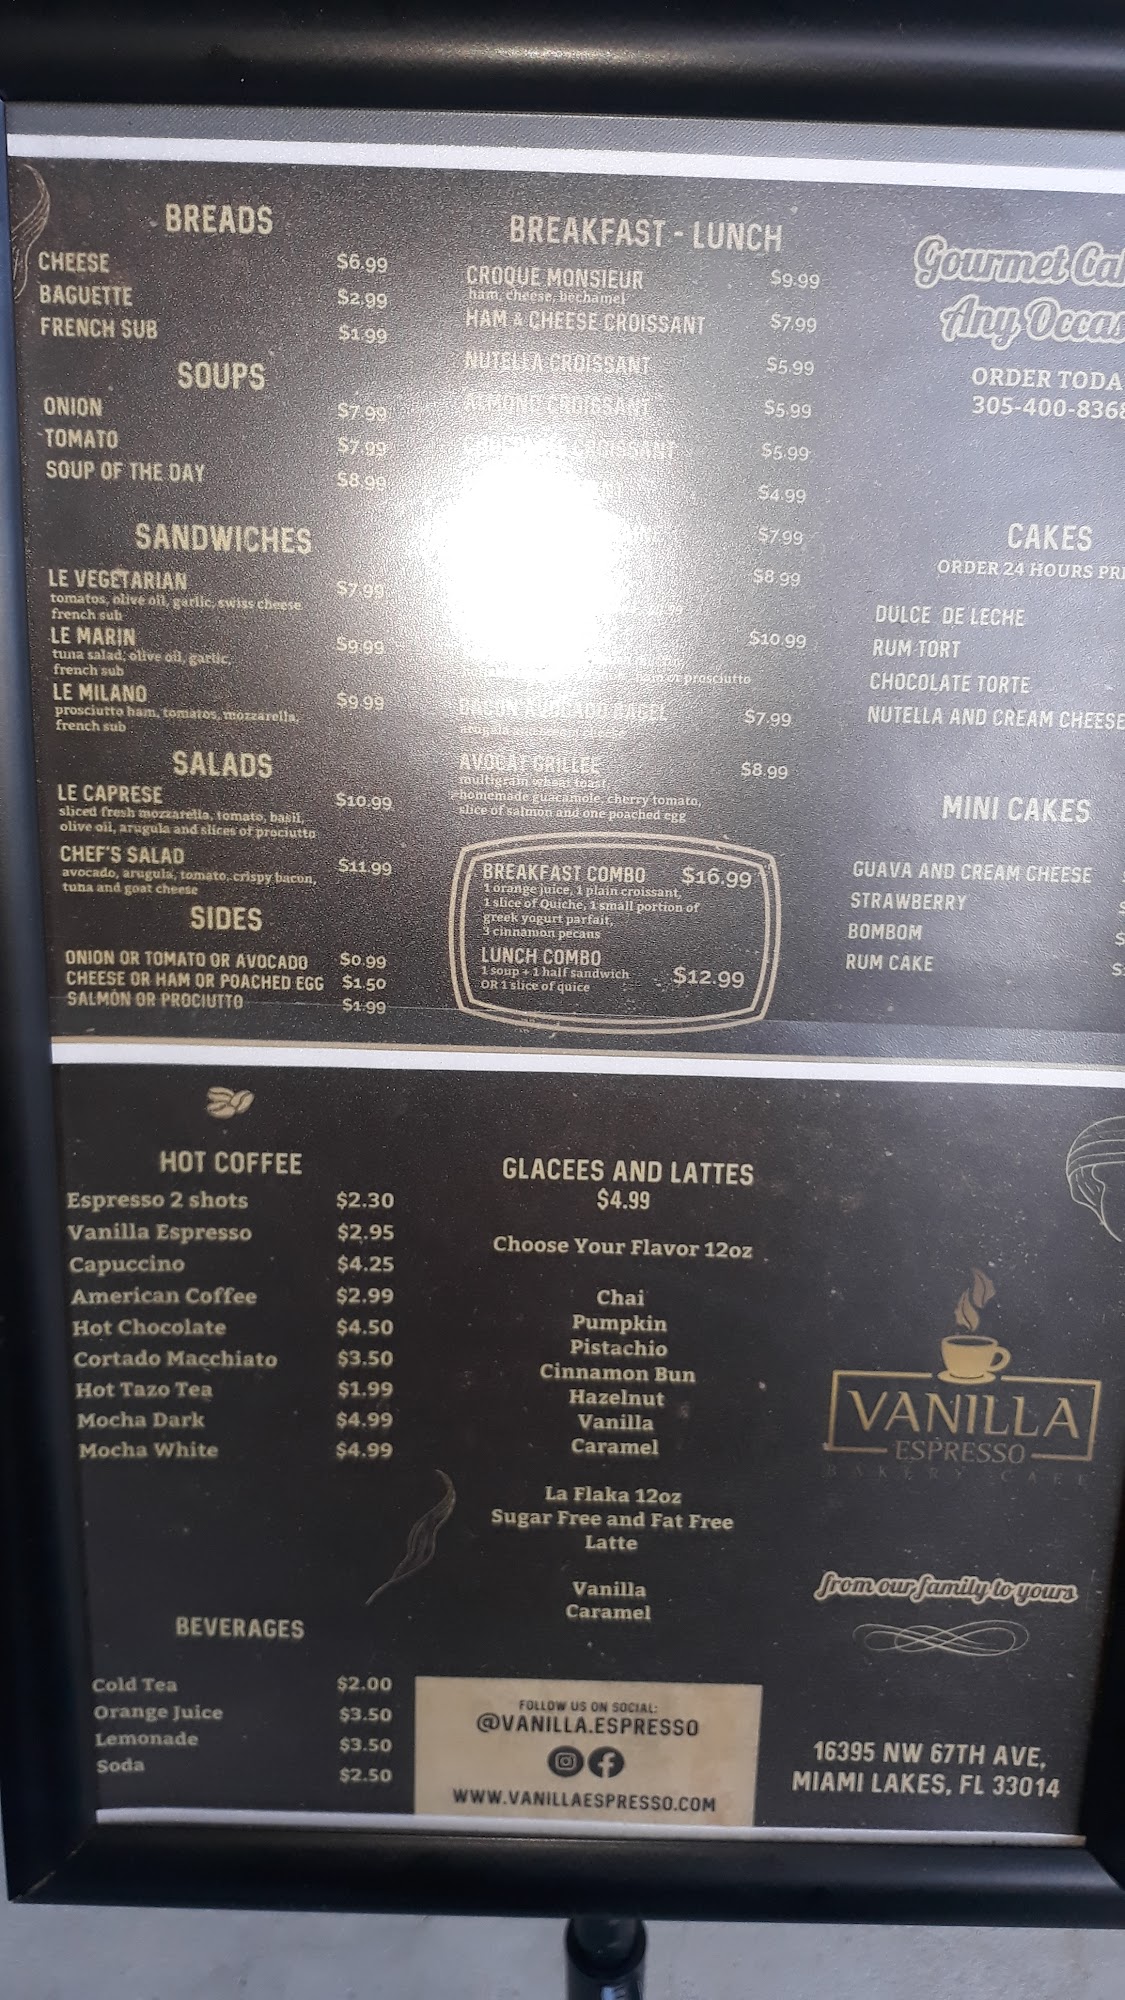 BREADS
CHEESE $6.99
BAGUETTE $2.99
FRENCH SUB $1.99
SOUPS
ONION $7.99
TOMATO $7.99
SOUP OF THE DAY $8.99
SANDWICHES
LE VEGETARIAN $7.99
tomatos, olive oil, garlic, swiss cheese
french sub
LE MARIN $9.99
tuna salad, olive oil, garlic,
french sub
LE MILANO $9.99
prosciutto ham, tomatos, mozzarella,
french sub
SALADS
LE CAPRESE $10.99
sliced fresh mozzarella, tomato, basil,
olive oil, arugula and slices of prociutto
CHEF'S SALAD $11.99
avocado, arugula, tomato, crispy bacon,
tuna and goat cheese
SIDES
ONION OR TOMATO OR AVOCADO $0.99
CHEESE OR HAM OR POACHED EGG $1.50
SALMON OR PROCIUTTO $1.99
BREAKFAST - LUNCH
CROQUE MONSIEUR $9.99
ham, cheese, bechamel
HAM & CHEESE CROISSANT $7.99
NUTELLA CROISSANT $5.99
ALMOND CROISSANT $5.99
CROISSANT $5.99
$4.99
$7.99
$8.99
$10.99
ham or prosciutto
BACON AVOCADO BAGEL $7.99
arugula and cream cheese
AVOCAT GRILLEE $8.99
multigrain wheat toast,
homemade guacamole, cherry tomato,
slice of salmon and one poached egg
BREAKFAST COMBO $16.99
1 orange juice, 1 plain croissant,
1 slice of Quiche, 1 small portion of
greek yogurt parfait,
3 cinnamon pecans
LUNCH COMBO $12.99
1 soup + 1 half sandwich
OR 1 slice of quice
Gourmet
Any
ORDER
305-400-8368
CAKES
ORDER 24 HOURS
DULCE DE LECHE
RUM TORT
CHOCOLATE TORTE
NUTELLA AND CREAM CHEESE
MINI CAKES
GUAVA AND CREAM CHEESE
STRAWBERRY
BOMBOM
RUM CAKE
HOT COFFEE
Espresso 2 shots $2.30
Vanilla Espresso $2.95
Capuccino $4.25
American Coffee $2.99
Hot Chocolate $4.50
Cortado Macchiato $3.50
Hot Tazo Tea $1.99
Mocha Dark $4.99
Mocha White $4.99
BEVERAGES
Cold Tea $2.00
Orange Juice $3.50
Lemonade $3.50
Soda $2.50
GLACEES AND LATTES
$4.99
Choose Your Flavor 12oz
Chai
Pumpkin
Pistachio
Cinnamon Bun
Hazelnut
Vanilla
Caramel
La Flaka 12oz
Sugar Free and Fat Free
Latte
Vanilla
Caramel
FOLLOW US ON SOCIAL:
@VANILLA.ESPRESSO
WWW.VANILLAESPRESSO.COM
VANILLA
ESPRESSO
BAKERY CAFE
from our family to yours
16395 NW 67TH AVE,
MIAMI LAKES, FL 33014